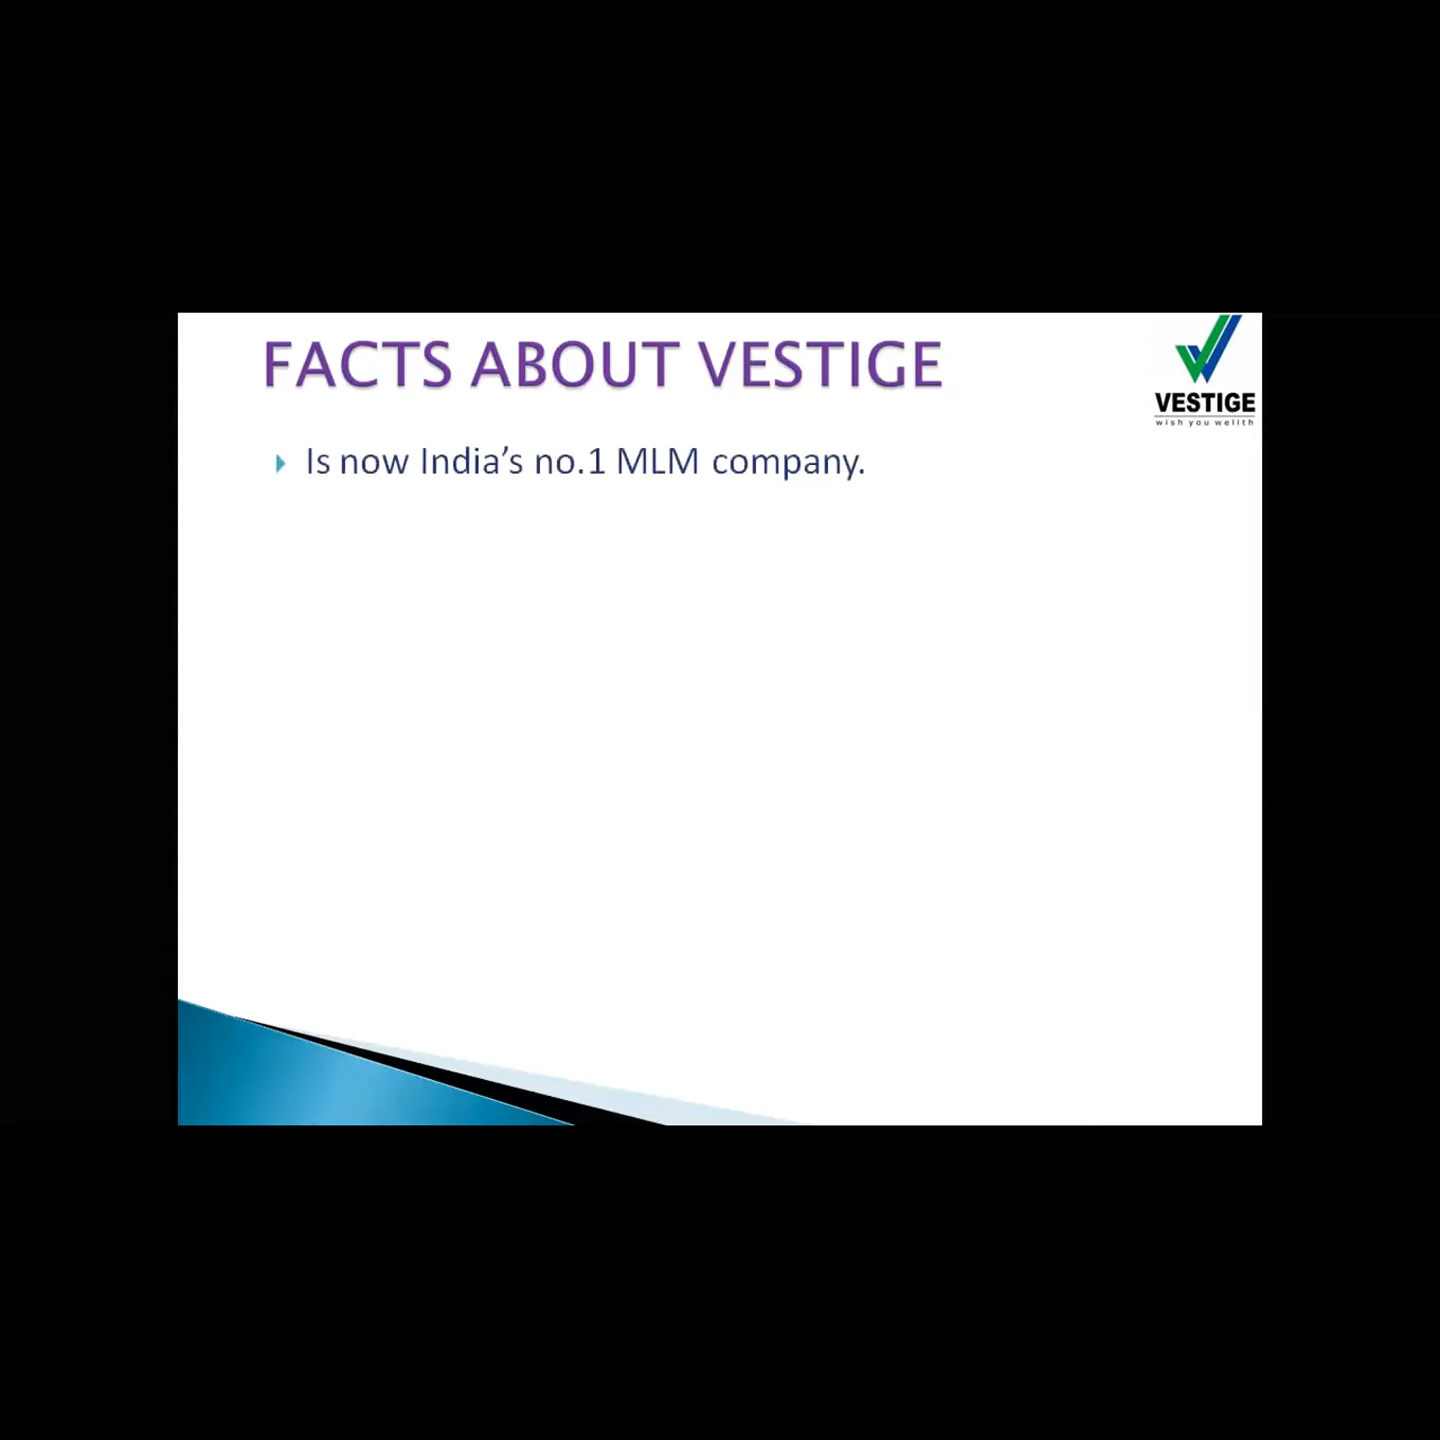 FACTS ABOUT VESTIGE
VESTIGE
wish you wellth
Is now India’s no.1 MLM company.